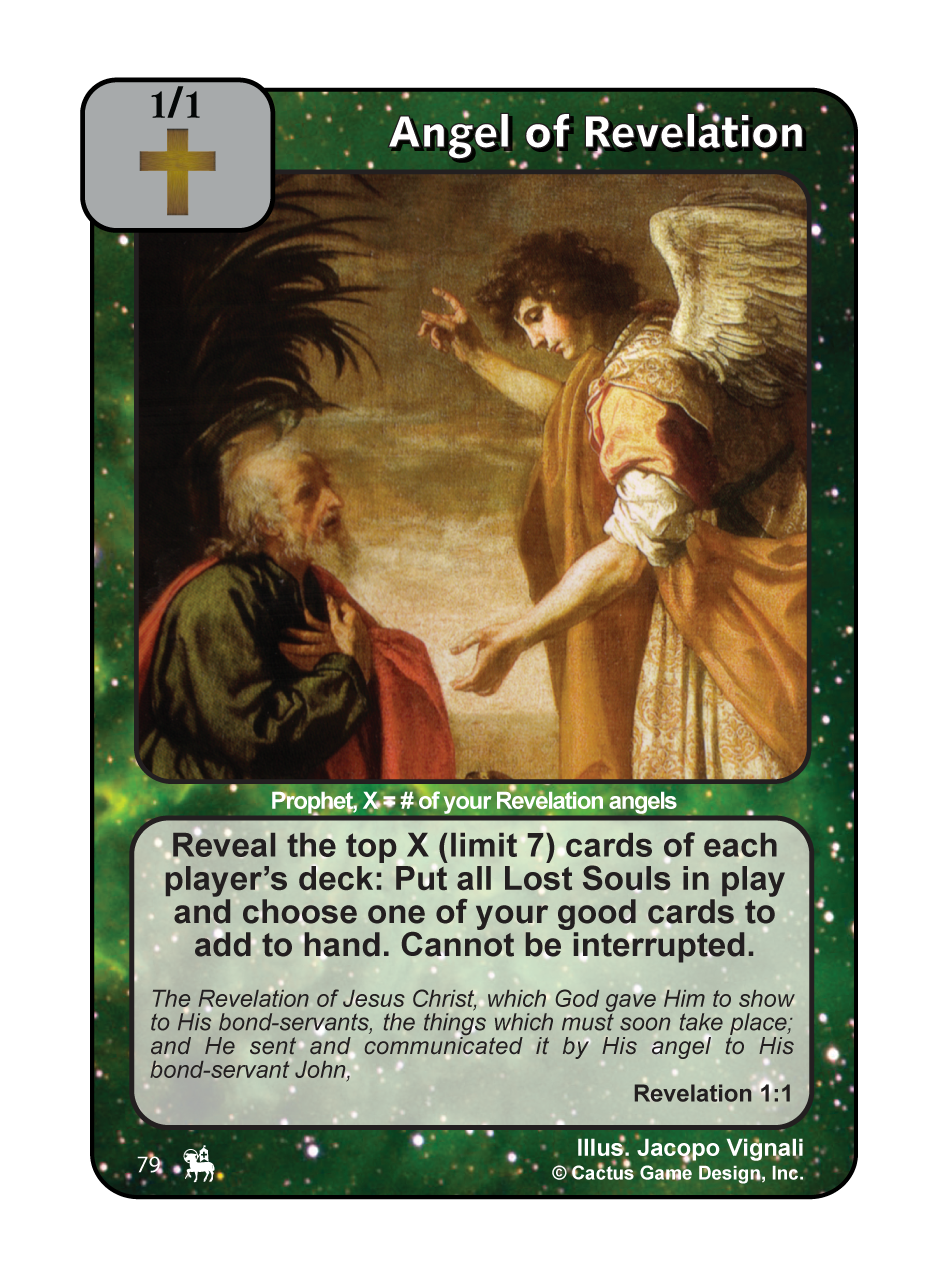 1/1
Angel of Revelation
Prophet, X = # of your Revelation angels
Reveal the top X (limit 7) cards of each
player's deck: Put all Lost Souls in play
and choose one of your good cards to
add to hand. Cannot be interrupted.
The Revelation of Jesus Christ, which God gave Him to show
to His bond-servants, the things which must soon take place;
and He sent and communicated it by His angel to His
bond-servant John,
Revelation 1:1
79
Illus. Jacopo Vignali
© Cactus Game Design, Inc.